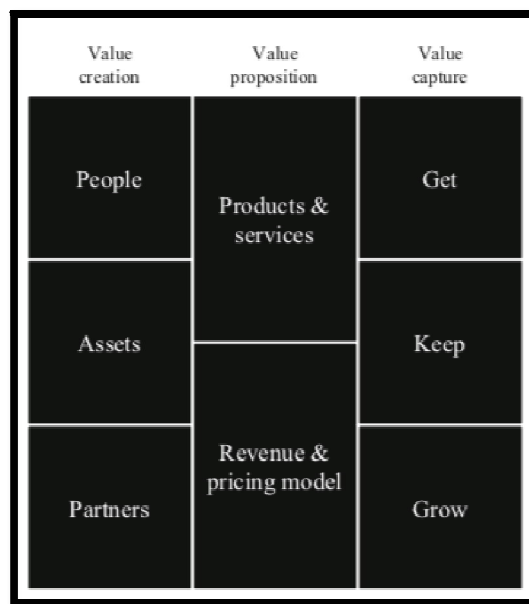 Value
creation
Value
proposition
Value
capture
People
Products &
services
Get
Assets
Keep
Revenue &
pricing model
Partners
Grow